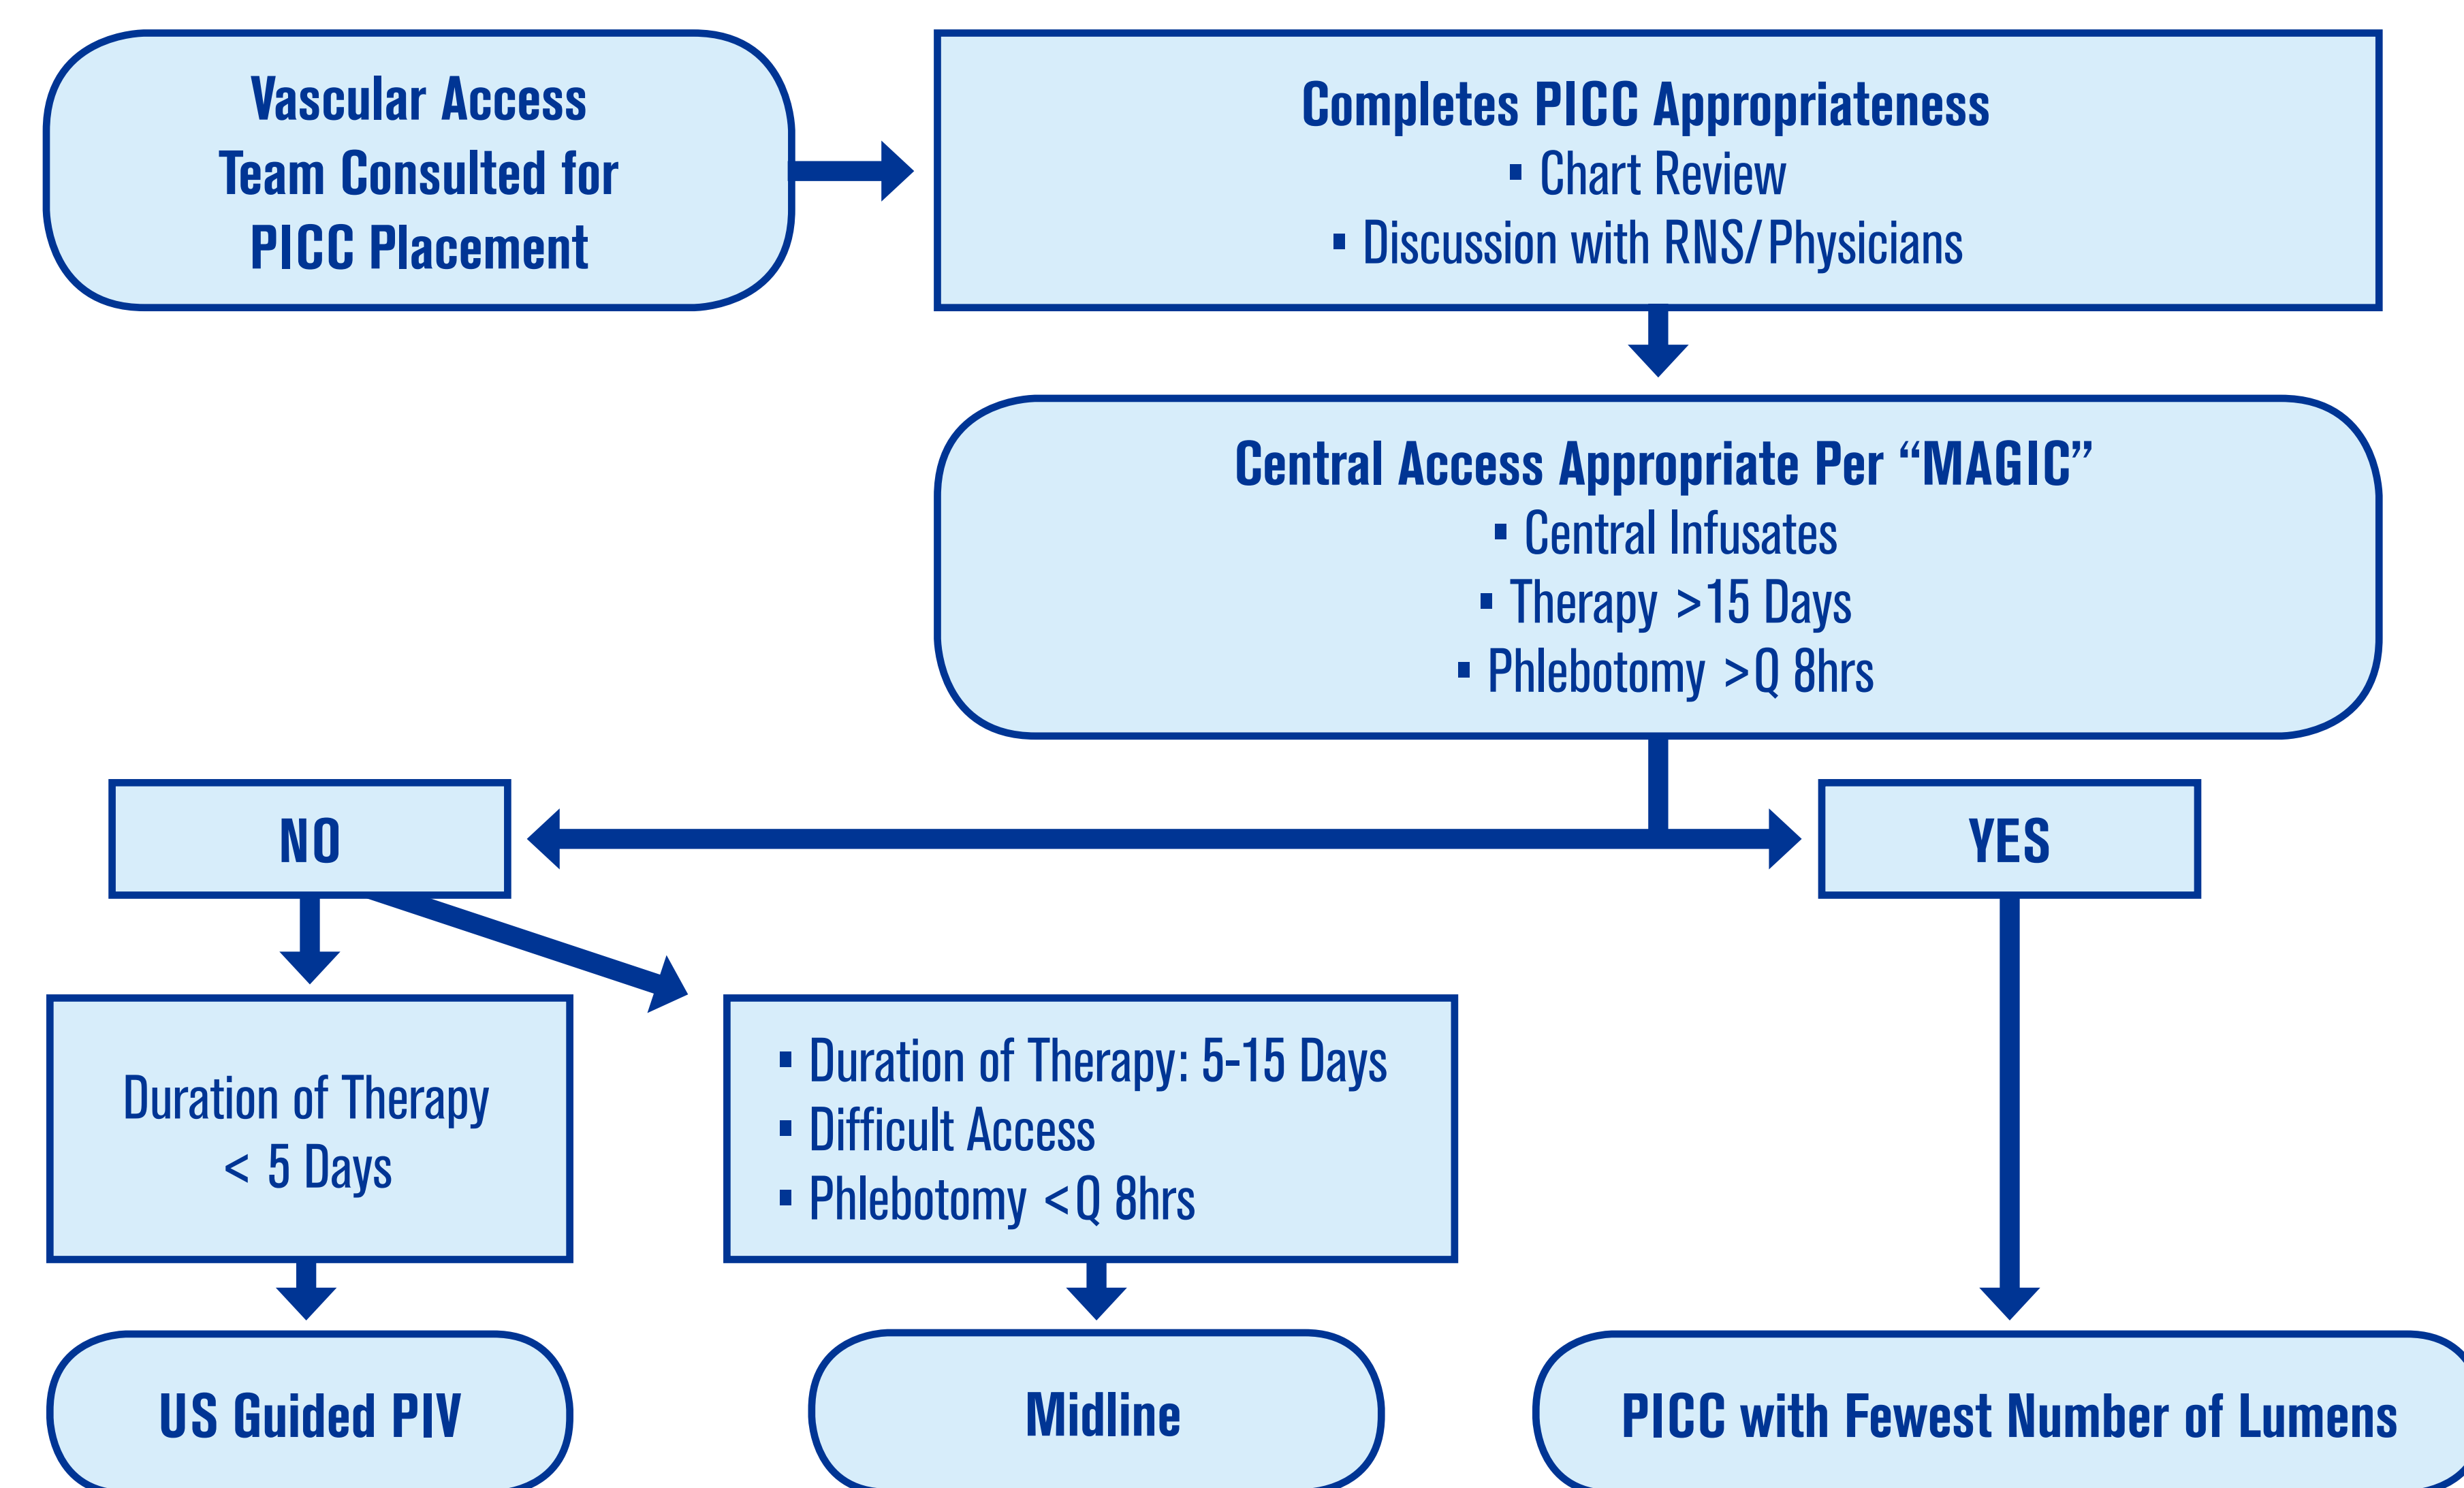 Vascular Access
Team Consulted for
PICC Placement
Completes PICC Appropriateness
▪ Chart Review
▪ Discussion with RNS/Physicians
Central Access Appropriate Per “MAGIC”
▪ Central Infusates
▪ Therapy >15 Days
▪ Phlebotomy >Q 8hrs
NO
YES
Duration of Therapy
< 5 Days
▪ Duration of Therapy: 5-15 Days
▪ Difficult Access
▪ Phlebotomy <Q 8hrs
US Guided PIV
Midline
PICC with Fewest Number of Lumens